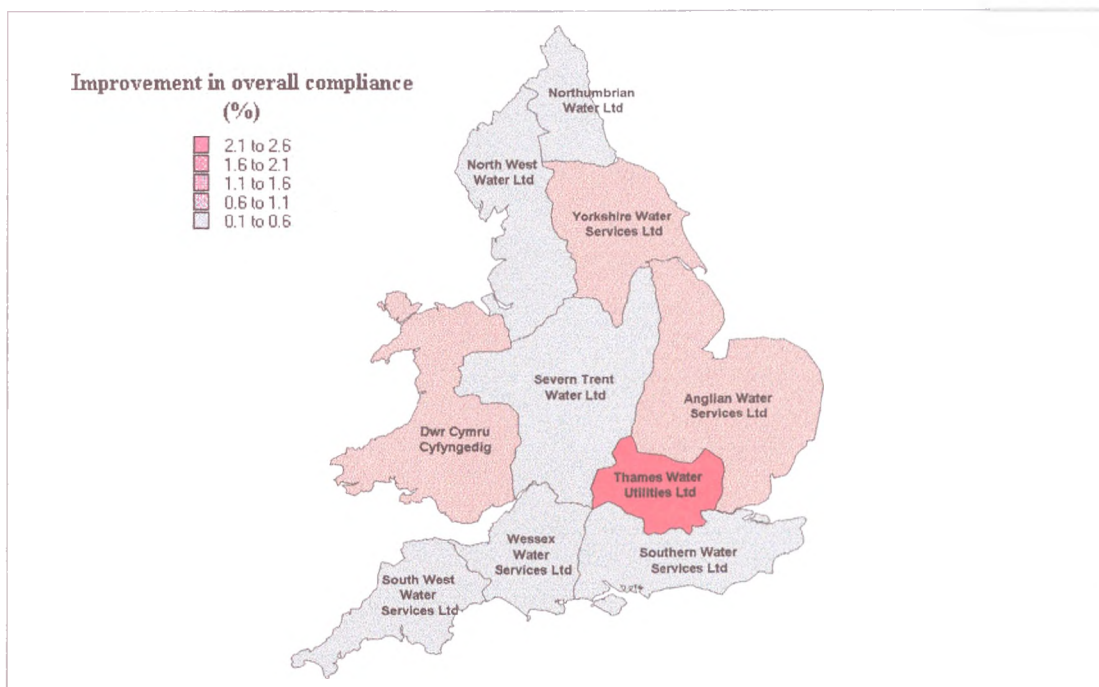 Improvement in overall compliance
(%)
2.1 to 2.6
1.6 to 2.1
1.1 to 1.6
0.6 to 1.1
0.1 to 0.6
Northumbrian
Water Ltd
North West
Water Ltd
Yorkshire Water
Services Ltd
Severn Trent
Water Ltd
Anglian Water
Services Ltd
Dwr Cymru
Cyfyngedig
Thames Water
Utilities Ltd
Wessex
Water
Services Ltd
Southern Water
Services Ltd
South West
Water
Services Ltd